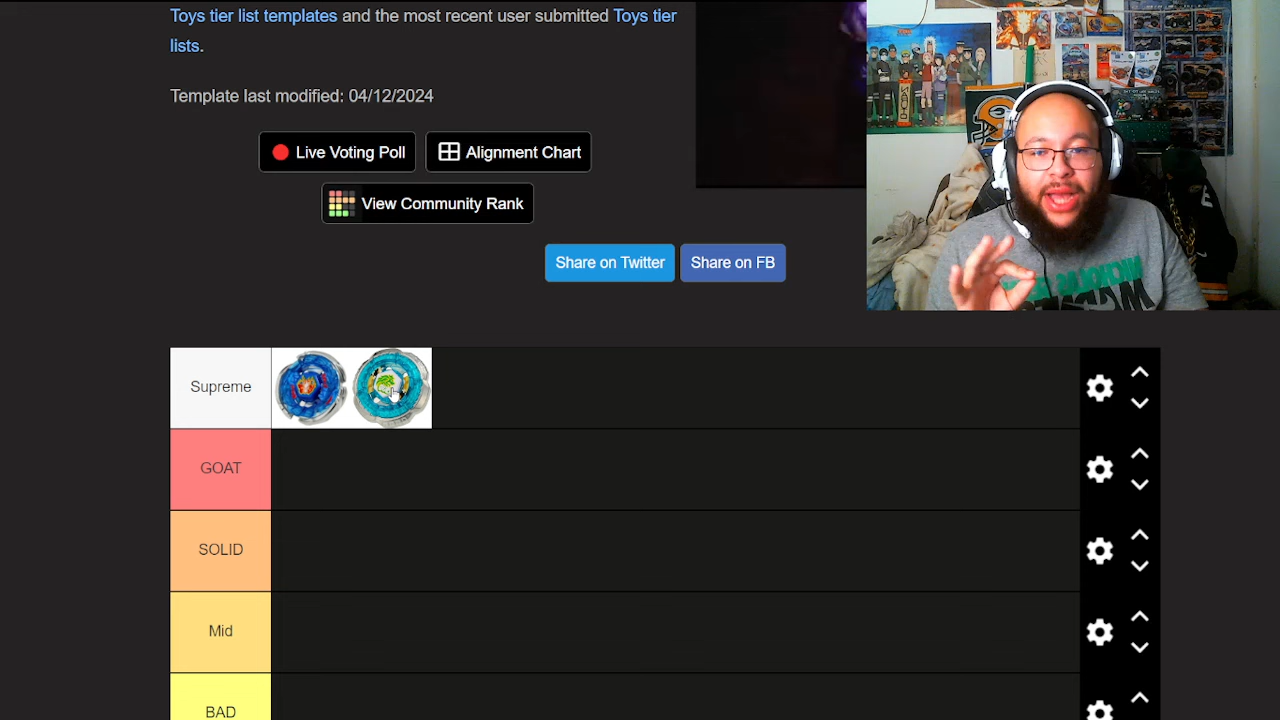 Toys tier list templates and the most recent user submitted Toys tier
lists.
Template last modified: 04/12/2024
Live Voting Poll
Alignment Chart
View Community Rank
Share on Twitter
Share on FB
Supreme
GOAT
SOLID
Mid
BAD